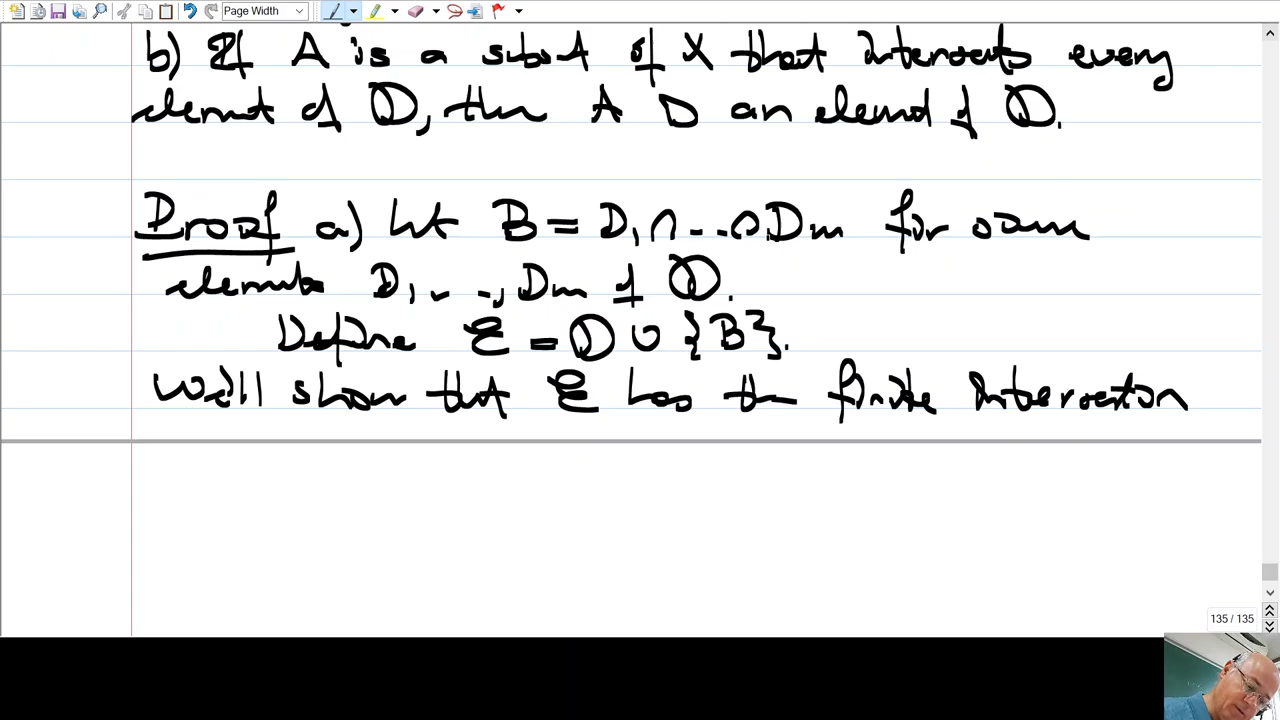 Page Width
b) If A is a subset of X that intersects every
element of 𝔻, then A is an element of 𝔻.
Proof a) Let B = D₁ ∩ ... ∩ Dm for some
elements D₁, ..., Dm of 𝔻.
Define ℰ = 𝔻 ∪ {B}.
We'll show that ℰ has the finite intersection
135 / 135